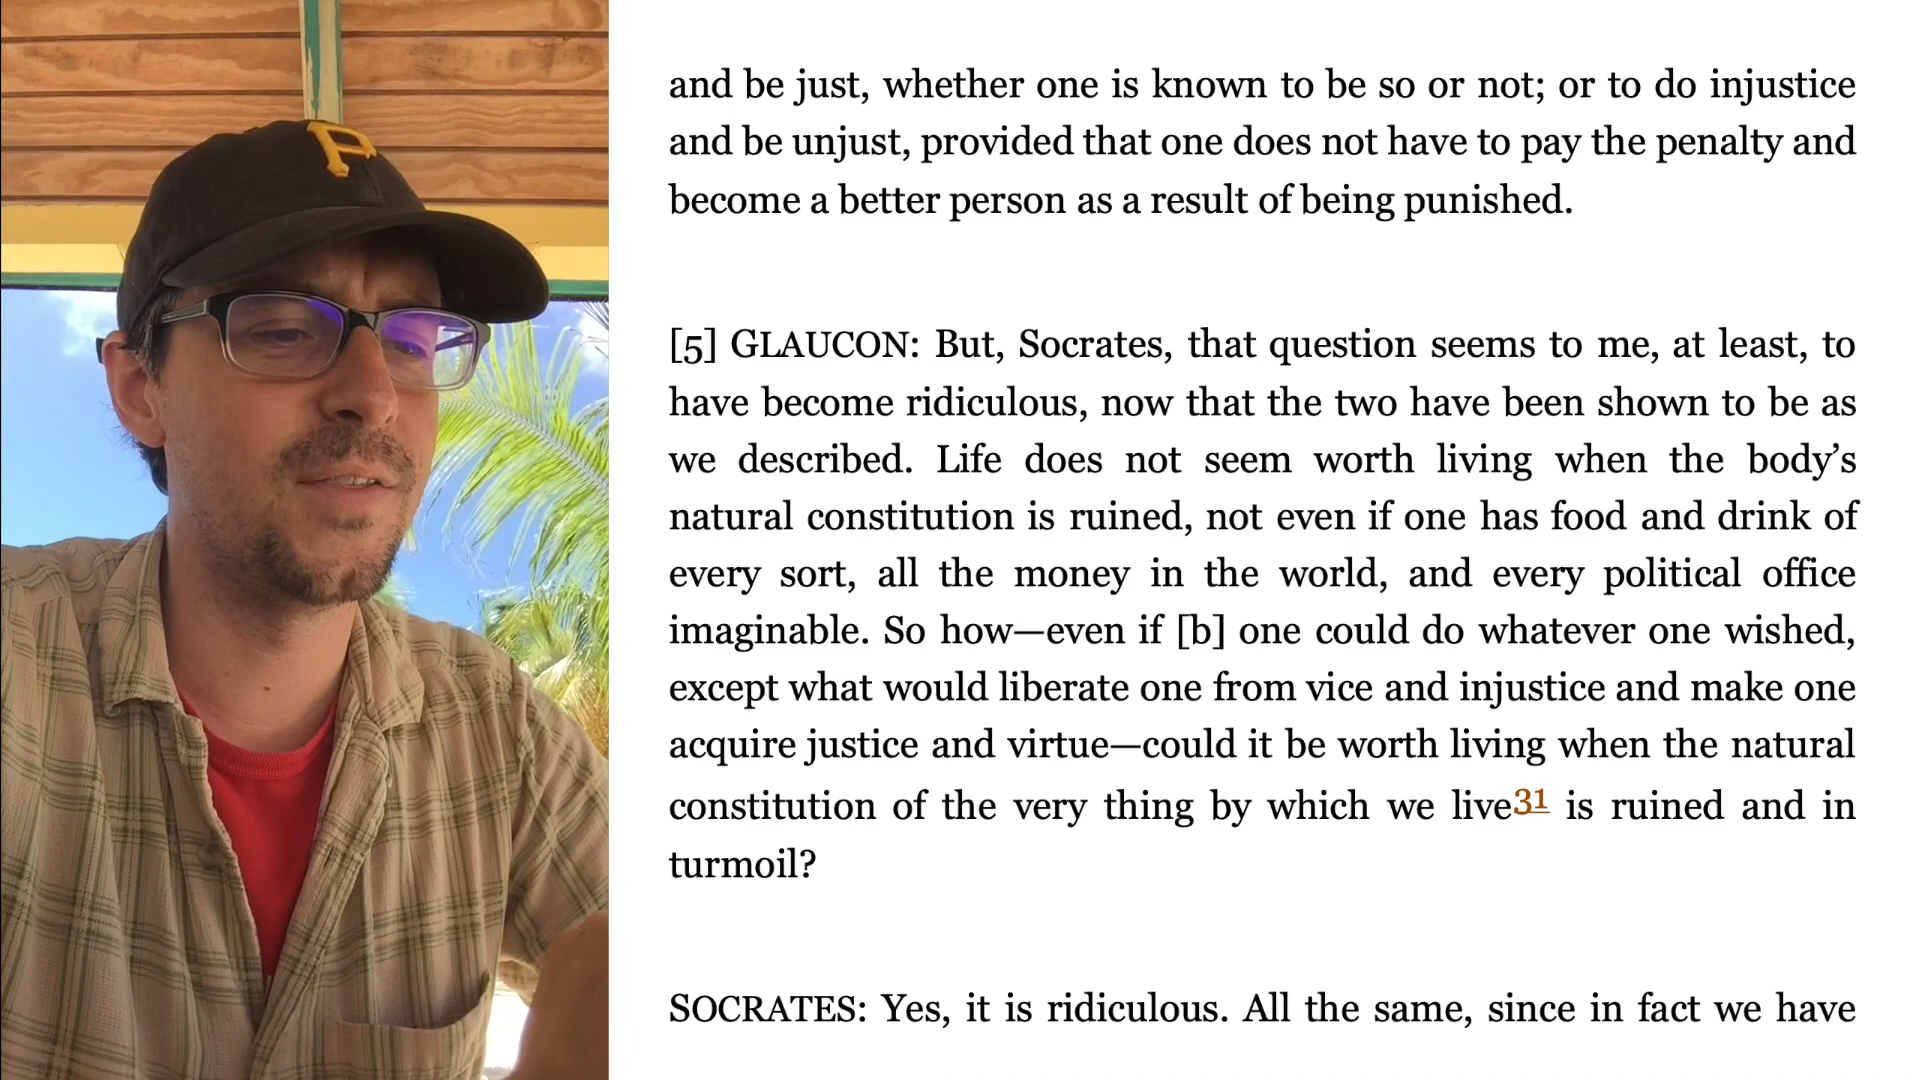 P
and be just, whether one is known to be so or not; or to do injustice
and be unjust, provided that one does not have to pay the penalty and
become a better person as a result of being punished.
[5] GLAUCON: But, Socrates, that question seems to me, at least, to
have become ridiculous, now that the two have been shown to be as
we described. Life does not seem worth living when the body’s
natural constitution is ruined, not even if one has food and drink of
every sort, all the money in the world, and every political office
imaginable. So how—even if [b] one could do whatever one wished,
except what would liberate one from vice and injustice and make one
acquire justice and virtue—could it be worth living when the natural
constitution of the very thing by which we live31 is ruined and in
turmoil?
SOCRATES: Yes, it is ridiculous. All the same, since in fact we have